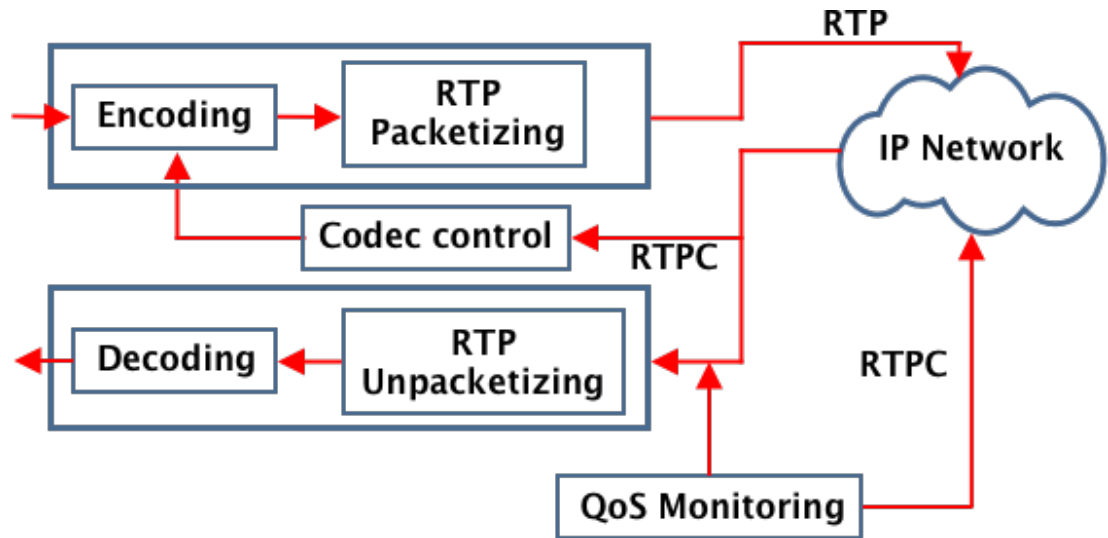 RTP
Encoding
RTP
Packetizing
IP Network
Codec control
RTPC
Decoding
RTP
Unpacketizing
RTPC
QoS Monitoring